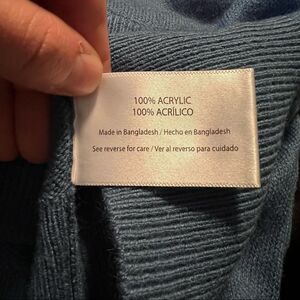 100% ACRYLIC
100% ACRÍLICO
Made in Bangladesh / Hecho en Bangladesh
See reverse for care / Ver al reverso para cuidado